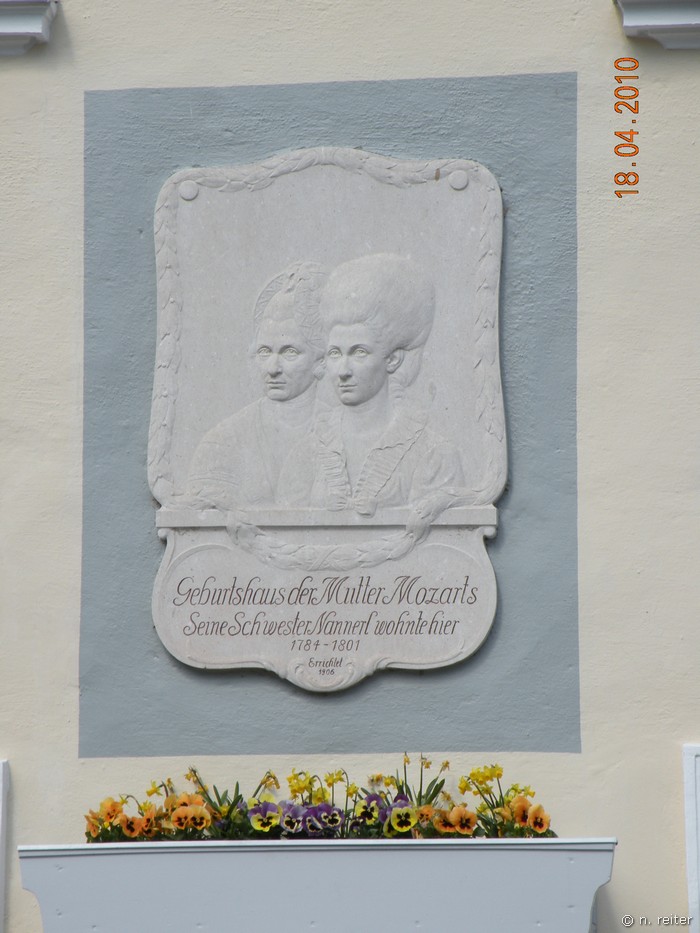 18.04.2010
Geburtshaus der Mutter Mozarts
Seine Schwester Nannerl wohnte hier
1784-1801
Errichtet
1906
© n. reiter